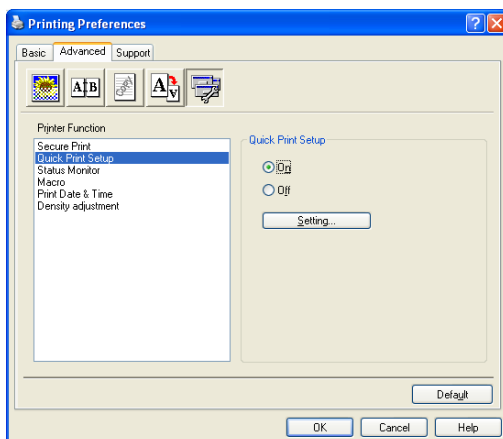 Printing Preferences
Basic Advanced Support
A B
A A
Printer Function
Secure Print
Quick Print Setup
Status Monitor
Macro
Print Date & Time
Density adjustment
Quick Print Setup
On
Off
Setting...
Default
OK Cancel Help